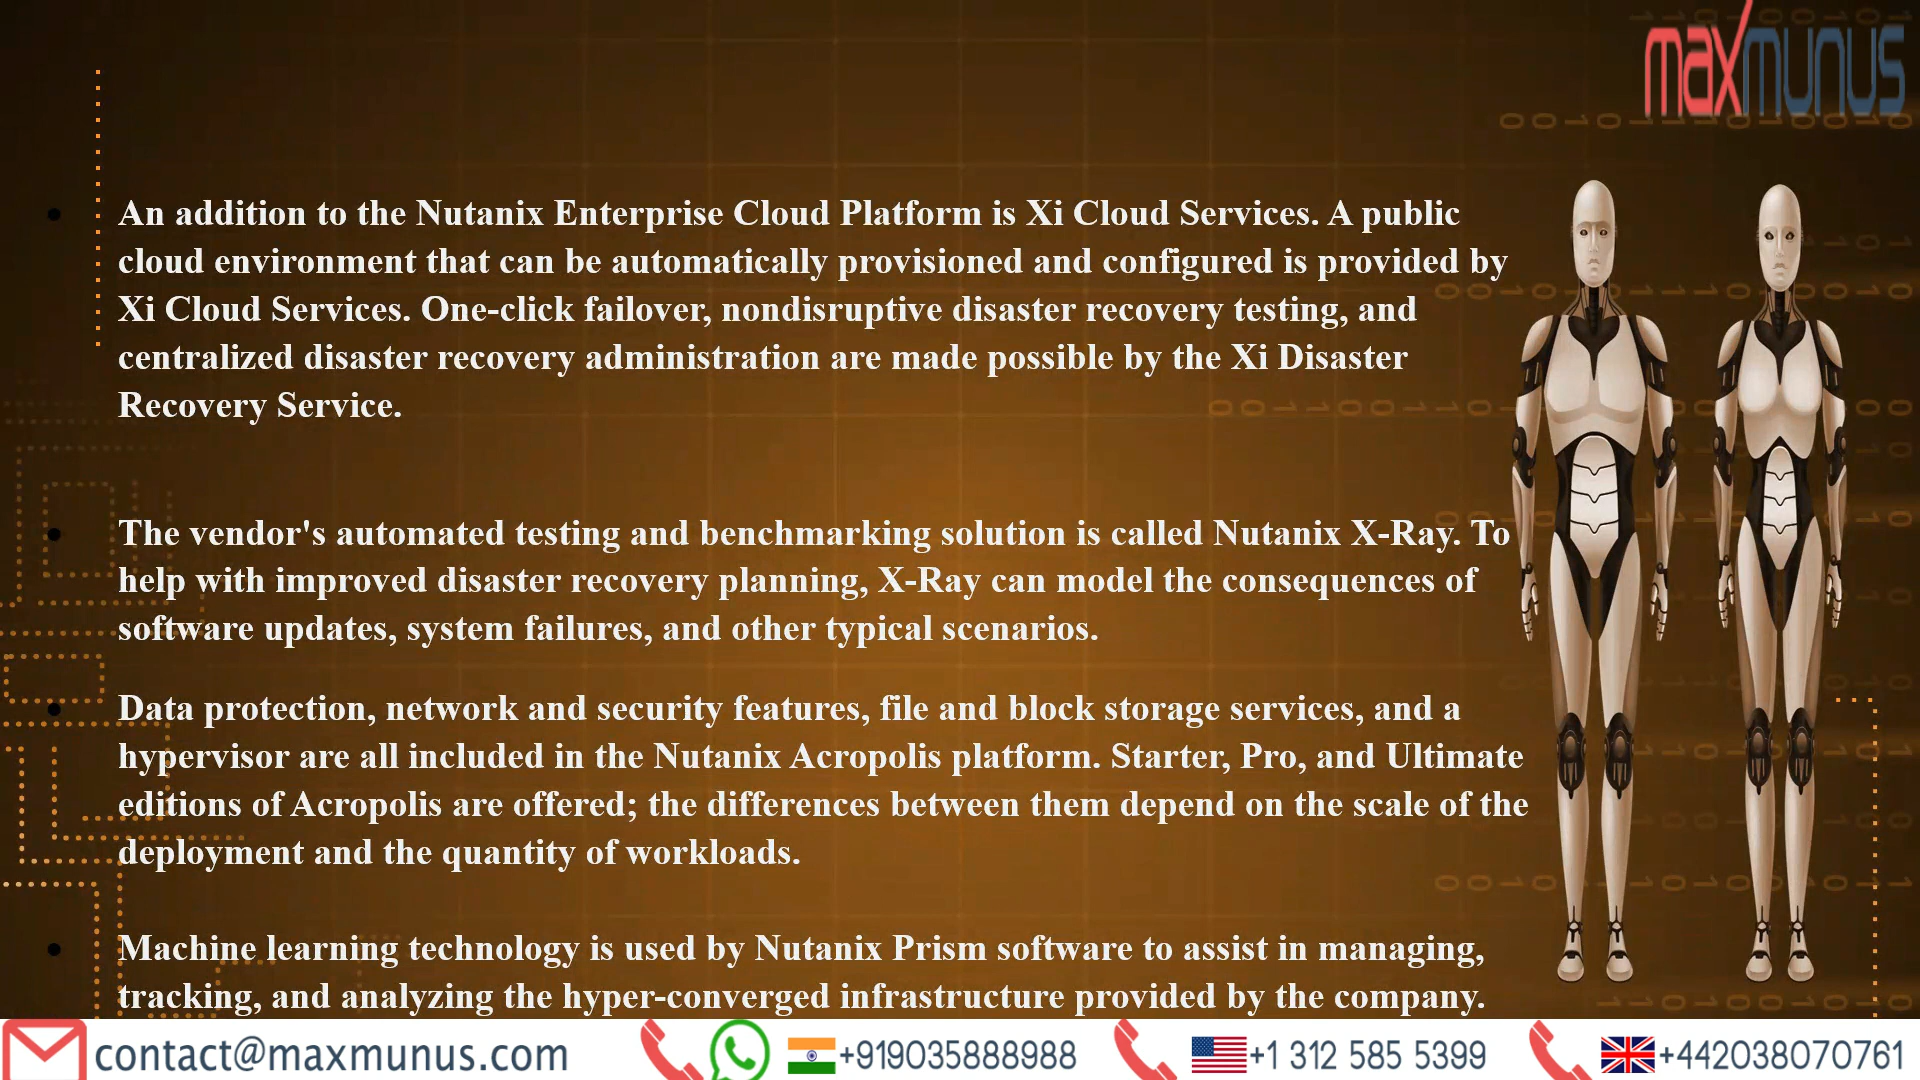 maxmunus
An addition to the Nutanix Enterprise Cloud Platform is Xi Cloud Services. A public
cloud environment that can be automatically provisioned and configured is provided by
Xi Cloud Services. One-click failover, nondisruptive disaster recovery testing, and
centralized disaster recovery administration are made possible by the Xi Disaster
Recovery Service.
The vendor's automated testing and benchmarking solution is called Nutanix X-Ray. To
help with improved disaster recovery planning, X-Ray can model the consequences of
software updates, system failures, and other typical scenarios.
Data protection, network and security features, file and block storage services, and a
hypervisor are all included in the Nutanix Acropolis platform. Starter, Pro, and Ultimate
editions of Acropolis are offered; the differences between them depend on the scale of the
deployment and the quantity of workloads.
Machine learning technology is used by Nutanix Prism software to assist in managing,
tracking, and analyzing the hyper-converged infrastructure provided by the company.
contact@maxmunus.com +919035888988 +1 312 585 5399 +442038070761